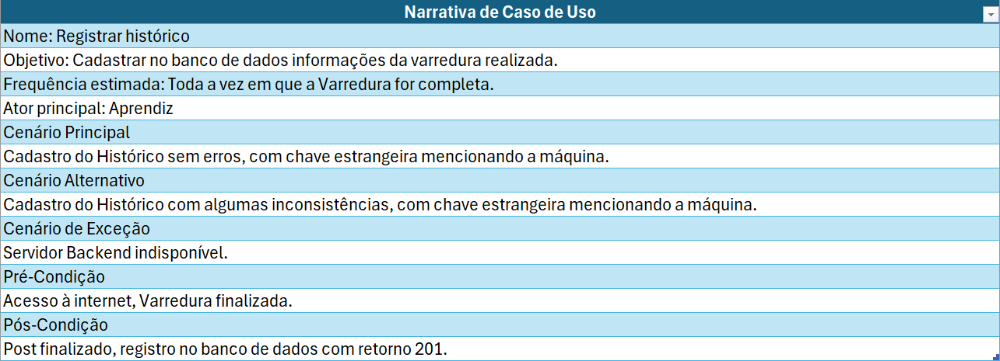 Narrativa de Caso de Uso
Nome: Registrar histórico
Objetivo: Cadastrar no banco de dados informações da varredura realizada.
Frequência estimada: Toda a vez em que a Varredura for completa.
Ator principal: Aprendiz
Cenário Principal
Cadastro do Histórico sem erros, com chave estrangeira mencionando a máquina.
Cenário Alternativo
Cadastro do Histórico com algumas inconsistências, com chave estrangeira mencionando a máquina.
Cenário de Exceção
Servidor Backend indisponível.
Pré-Condição
Acesso à internet, Varredura finalizada.
Pós-Condição
Post finalizado, registro no banco de dados com retorno 201.